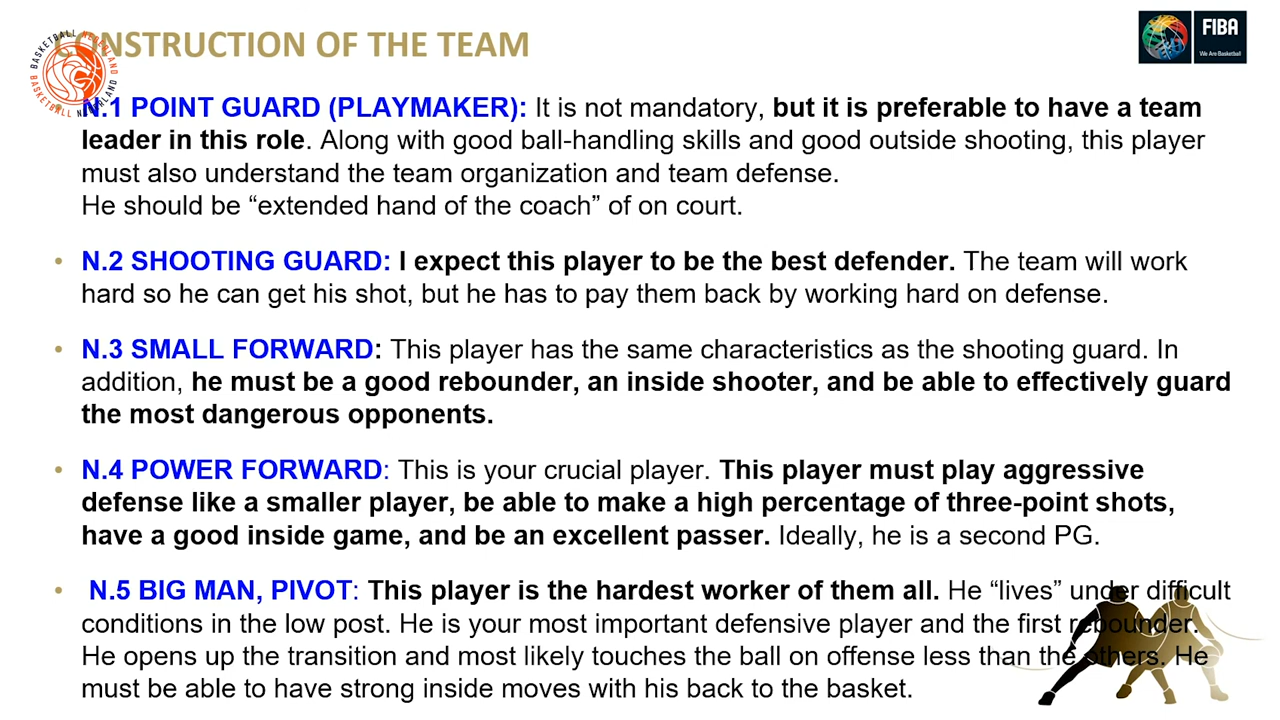 CONSTRUCTION OF THE TEAM
BASKETBALL NEDERLAND
BASKETBALL NEDERLAND
FIBA
We Are Basketball
N.1 POINT GUARD (PLAYMAKER): It is not mandatory, but it is preferable to have a team
leader in this role. Along with good ball-handling skills and good outside shooting, this player
must also understand the team organization and team defense.
He should be “extended hand of the coach” of on court.
• N.2 SHOOTING GUARD: I expect this player to be the best defender. The team will work
hard so he can get his shot, but he has to pay them back by working hard on defense.
• N.3 SMALL FORWARD: This player has the same characteristics as the shooting guard. In
addition, he must be a good rebounder, an inside shooter, and be able to effectively guard
the most dangerous opponents.
• N.4 POWER FORWARD: This is your crucial player. This player must play aggressive
defense like a smaller player, be able to make a high percentage of three-point shots,
have a good inside game, and be an excellent passer. Ideally, he is a second PG.
• N.5 BIG MAN, PIVOT: This player is the hardest worker of them all. He “lives” under difficult
conditions in the low post. He is your most important defensive player and the first rebounder.
He opens up the transition and most likely touches the ball on offense less than the others. He
must be able to have strong inside moves with his back to the basket.